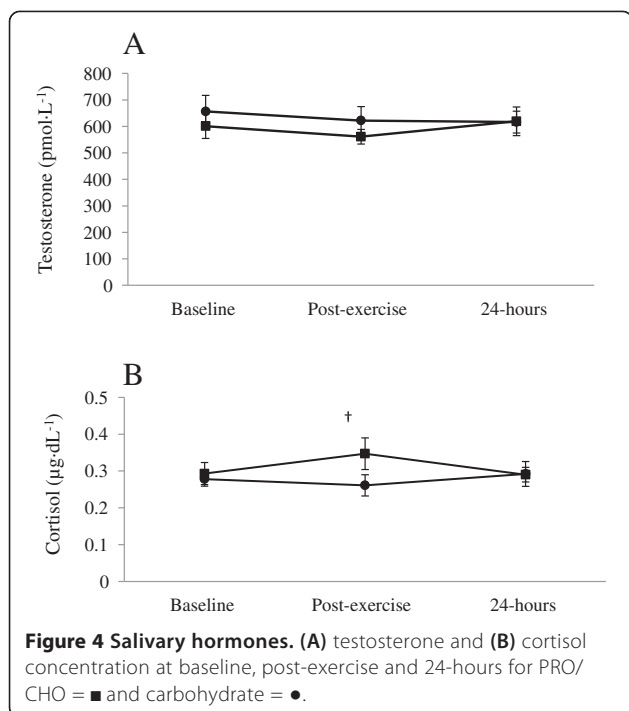 A
Testosterone (pmol·L⁻¹)
800
700
600
500
400
300
200
100
0
Baseline Post-exercise 24-hours
B
Cortisol (µg·dL⁻¹)
0.5
0.4
0.3
0.2
0.1
0
†
Baseline Post-exercise 24-hours
Figure 4 Salivary hormones. (A) testosterone and (B) cortisol
concentration at baseline, post-exercise and 24-hours for PRO/
CHO = ■ and carbohydrate = ●.